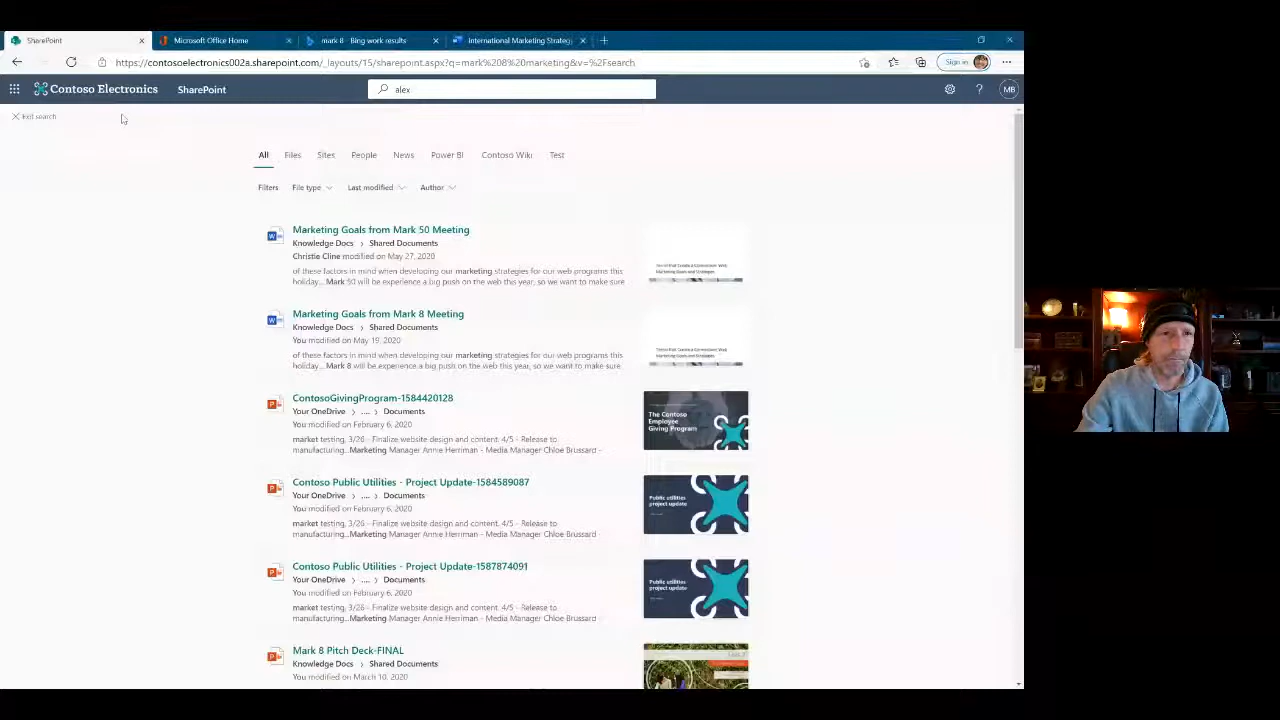 SharePoint
Microsoft Office Home
mark 8 - Bing work results
International Marketing Strateg
https://contosoelectronics002a.sharepoint.com/_layouts/15/sharepoint.aspx?q=mark%208%20marketing&v=%2Fsearch
Sign in
Contoso Electronics
SharePoint
alex
MB
Exit search
All Files Sites People News Power BI Contoso Wiki Test
Filters File type Last modified Author
Marketing Goals from Mark 50 Meeting
Knowledge Docs > Shared Documents
Christie Cline modified on May 27, 2020
of these factors in mind when developing our marketing strategies for our web programs this
holiday...Mark 50 will be experience a big push on the web this year, so we want to make sure
Marketing Goals from Mark 8 Meeting
Knowledge Docs > Shared Documents
You modified on May 19, 2020
of these factors in mind when developing our marketing strategies for our web programs this
holiday...Mark 8 will be experience a big push on the web this year, so we want to make sure
ContosoGivingProgram-1584420128
Your OneDrive > .... > Documents
You modified on February 6, 2020
market testing, 3/26 - Finalize website design and content. 4/5 - Release to
manufacturing...Marketing Manager Annie Herriman - Media Manager Chloe Brussard -
The Contoso
Employee
Giving Program
Contoso Public Utilities - Project Update-1584589087
Your OneDrive > .... > Documents
You modified on February 6, 2020
market testing, 3/26 - Finalize website design and content. 4/5 - Release to
manufacturing...Marketing Manager Annie Herriman - Media Manager Chloe Brussard -
Public utilities
project update
Contoso Public Utilities - Project Update-1587874091
Your OneDrive > .... > Documents
You modified on February 6, 2020
market testing, 3/26 - Finalize website design and content. 4/5 - Release to
manufacturing...Marketing Manager Annie Herriman - Media Manager Chloe Brussard -
Public utilities
project update
Mark 8 Pitch Deck-FINAL
Knowledge Docs > Shared Documents
You modified on March 10, 2020